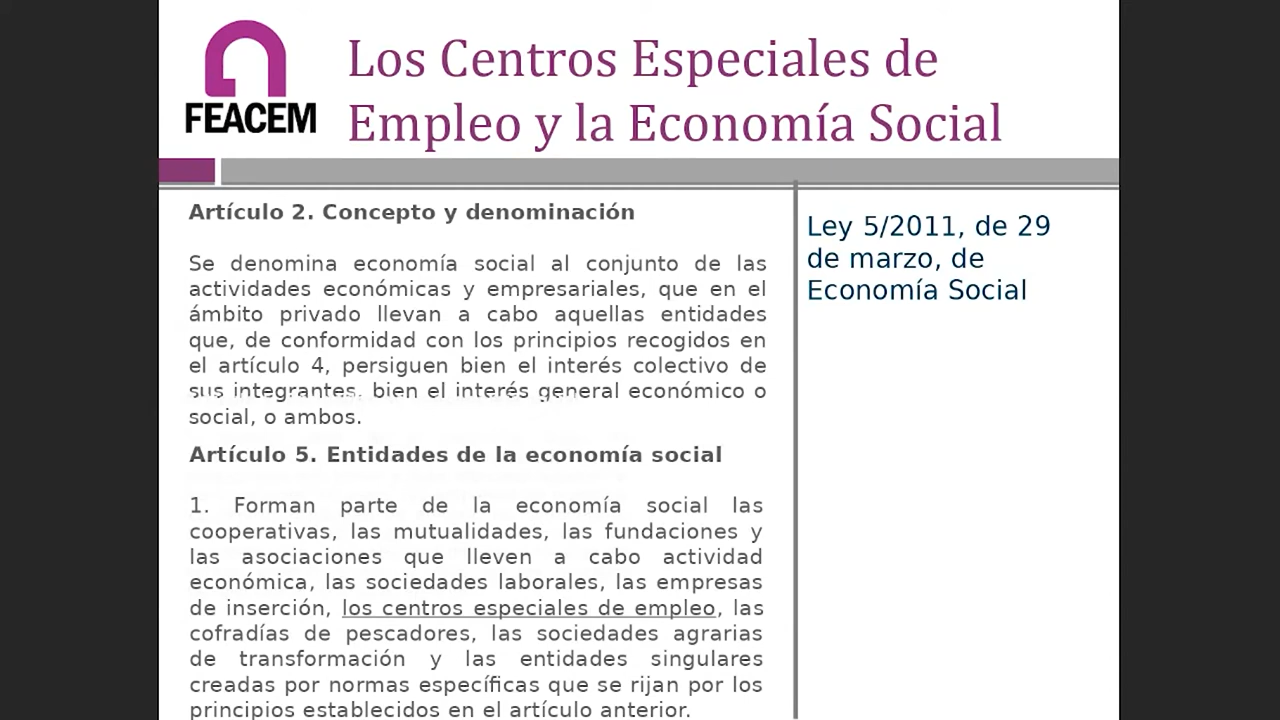 FEACEM
Los Centros Especiales de
Empleo y la Economía Social
Artículo 2. Concepto y denominación
Se denomina economía social al conjunto de las
actividades económicas y empresariales, que en el
ámbito privado llevan a cabo aquellas entidades
que, de conformidad con los principios recogidos en
el artículo 4, persiguen bien el interés colectivo de
sus integrantes, bien el interés general económico o
social, o ambos.
Artículo 5. Entidades de la economía social
1. Forman parte de la economía social las
cooperativas, las mutualidades, las fundaciones y
las asociaciones que lleven a cabo actividad
económica, las sociedades laborales, las empresas
de inserción, los centros especiales de empleo, las
cofradías de pescadores, las sociedades agrarias
de transformación y las entidades singulares
creadas por normas específicas que se rijan por los
principios establecidos en el artículo anterior.
Ley 5/2011, de 29
de marzo, de
Economía Social